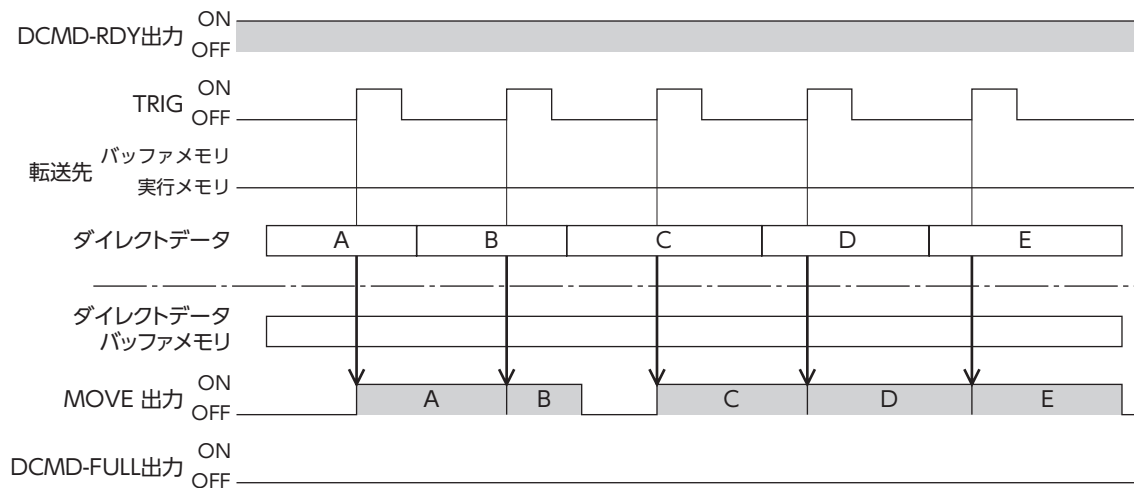 ON
DCMD-RDY出力
OFF
ON
TRIG
OFF
バッファメモリ
転送先
実行メモリ
ダイレクトデータ A B C D E
ダイレクトデータ
バッファメモリ
ON
MOVE 出力 A B C D E
OFF
ON
DCMD-FULL出力
OFF